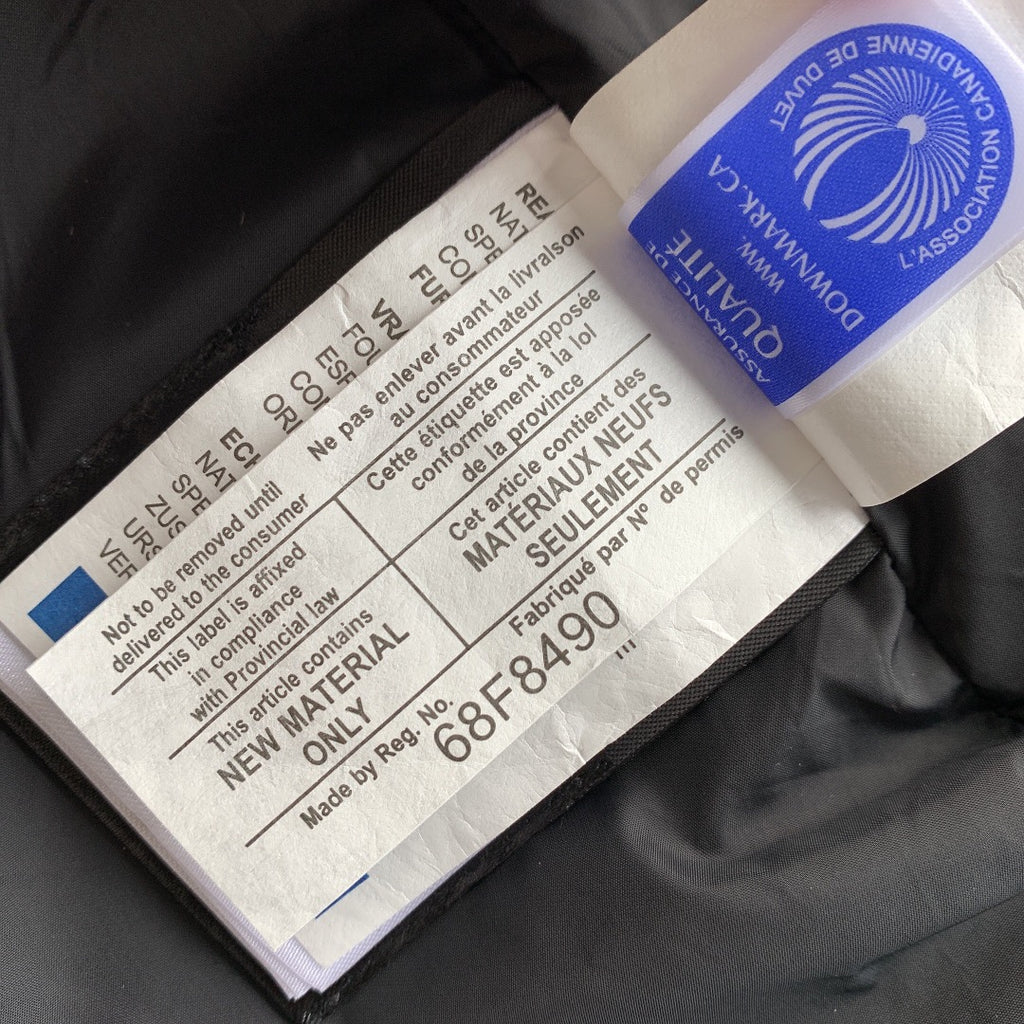 Not to be removed until
delivered to the consumer
This label is affixed
in compliance
with Provincial law
This article contains
NEW MATERIAL
ONLY
Made by Reg. No.
Ne pas enlever avant la livraison
au consommateur
Cette étiquette est apposée
conformément à la lol
de la province
Cet article contient des
MATÉRIAUX NEUFS
SEULEMENT
Fabriqué par N° de permis
68F8490
L'ASSOCIATION CANADIENNE DE DUVET
WWW.
DOWNMARK.CA
ASSURANCE DE
QUALITÉ